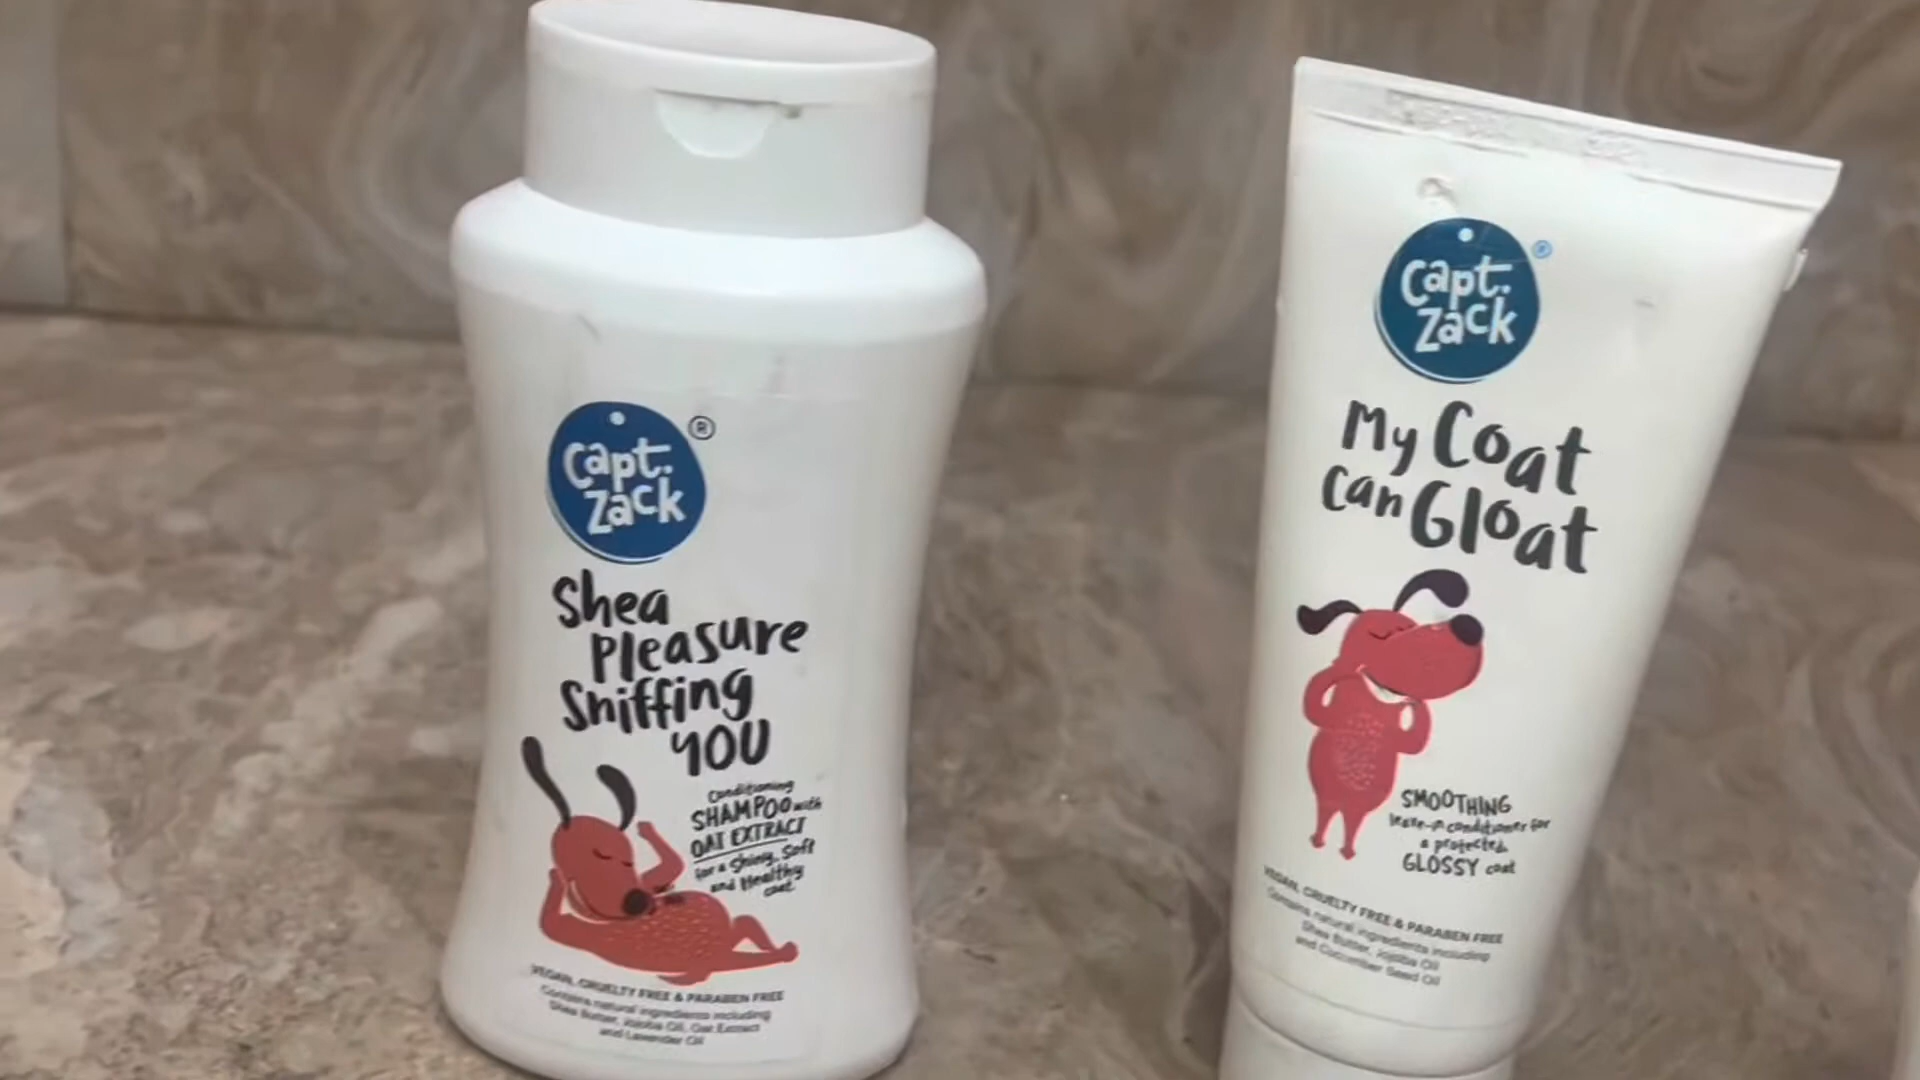 Capt.
Zack
®
Shea
Pleasure
Sniffing
YOU
Conditioning
SHAMPOO with
OAT EXTRACT
for a Shiny, Soft
and Healthy
coat.
VEGAN, CRUELTY FREE & PARABEN FREE
Contains natural ingredients including
Shea Butter, Jojoba Oil, Oat Extract
and Lavender Oil
Capt.
Zack
®
My Coat
Can Gloat
SMOOTHING
leave-in conditioner for
a protected,
GLOSSY coat
VEGAN, CRUELTY FREE & PARABEN FREE
Contains natural ingredients including
Shea Butter, Jojoba Oil
and Cucumber Seed Oil